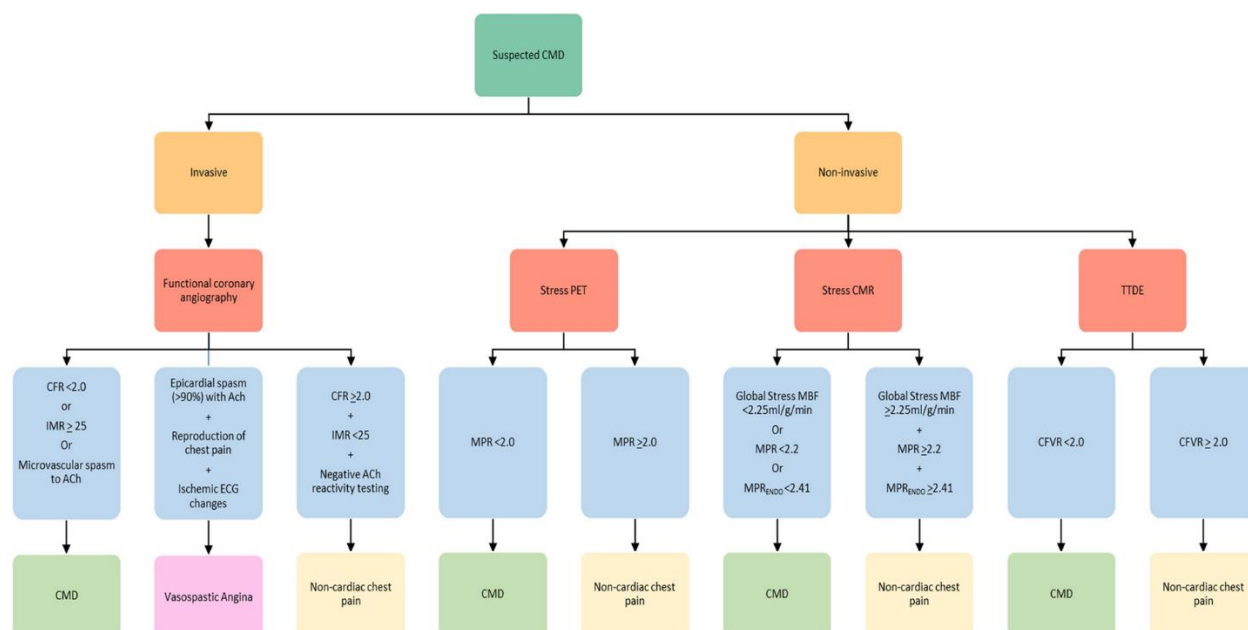 Suspected CMD
Invasive
Non-invasive
Functional coronary
angiography
Stress PET
Stress CMR
TTDE
CFR <2.0
or
IMR ≥ 25
Or
Microvascular spasm
to ACh
Epicardial spasm
(>90%) with Ach
+
Reproduction of
chest pain
+
Ischemic ECG
changes
CFR ≥2.0
+
IMR <25
+
Negative ACh
reactivity testing
MPR <2.0
MPR ≥2.0
Global Stress MBF
<2.25ml/g/min
Or
MPR <2.2
Or
MPRENDO <2.41
Global Stress MBF
≥2.25ml/g/min
+
MPR ≥2.2
+
MPRENDO ≥2.41
CFVR <2.0
CFVR ≥ 2.0
CMD
Vasospastic Angina
Non-cardiac chest
pain
CMD
Non-cardiac chest
pain
CMD
Non-cardiac chest
pain
CMD
Non-cardiac chest
pain